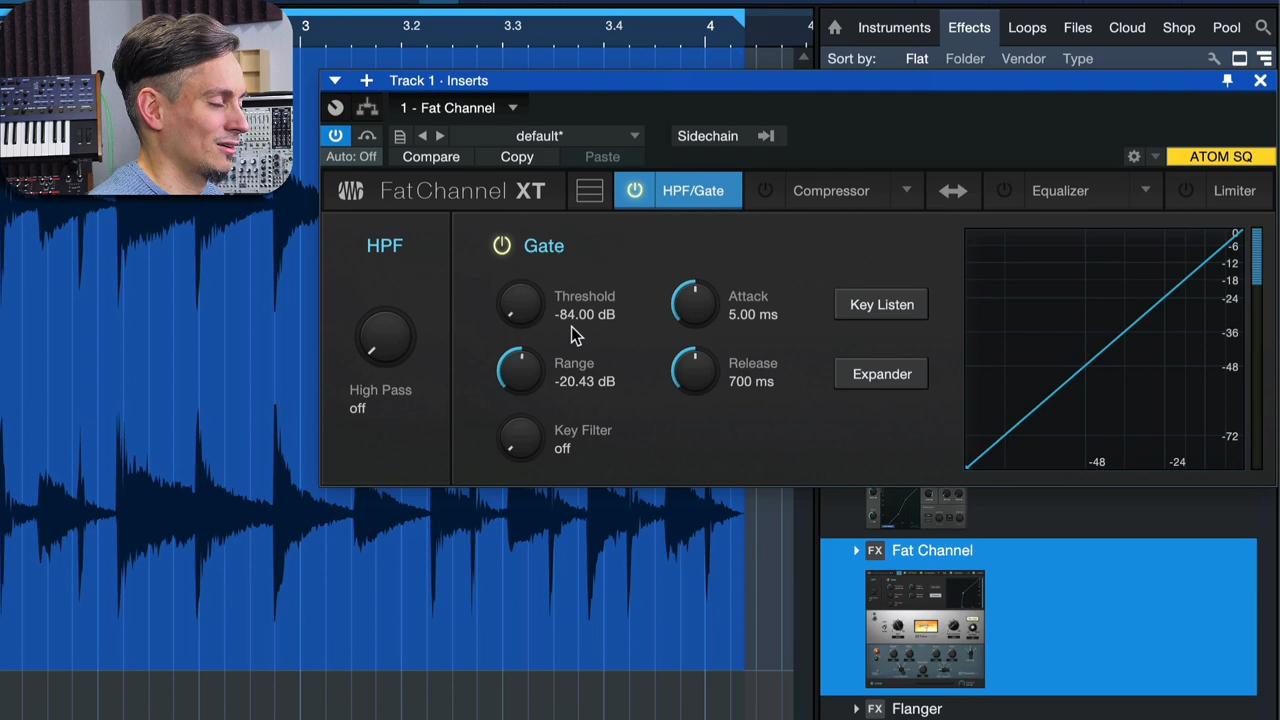 3 3.2 3.3 3.4 4 4
Instruments Effects Loops Files Cloud Shop Pool
Sort by: Flat Folder Vendor Type
Track 1 · Inserts
1 - Fat Channel
default* Sidechain
Auto: Off Compare Copy Paste ATOM SQ
FatChannel XT HPF/Gate Compressor Equalizer Limiter
HPF
High Pass
off
Gate
Threshold
-84.00 dB
Attack
5.00 ms
Key Listen
Range
-20.43 dB
Release
700 ms
Expander
Key Filter
off
0
-6
-12
-18
-24
-36
-48
-72
-48 -24
FX Fat Channel
FX Flanger